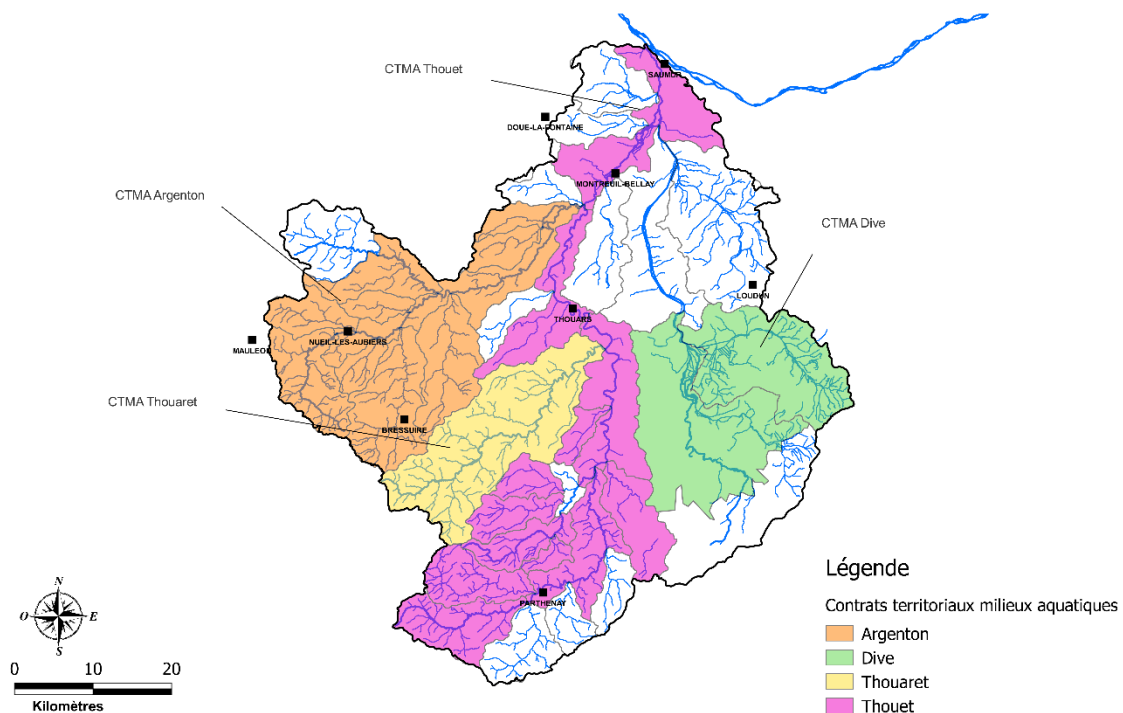 CTMA Thouet
SAUMUR
DOUE-LA-FONTAINE
MONTREUIL-BELLAY
CTMA Argenton
CTMA Dive
LOUDUN
THOUARS
NUEIL-LES-AUBIERS
MAULEON
CTMA Thouaret
BRESSUIRE
PARTHENAY
Légende
Contrats territoriaux milieux aquatiques
Argenton
Dive
Thouaret
Thouet
N
O
E
S
0 10 20
Kilomètres